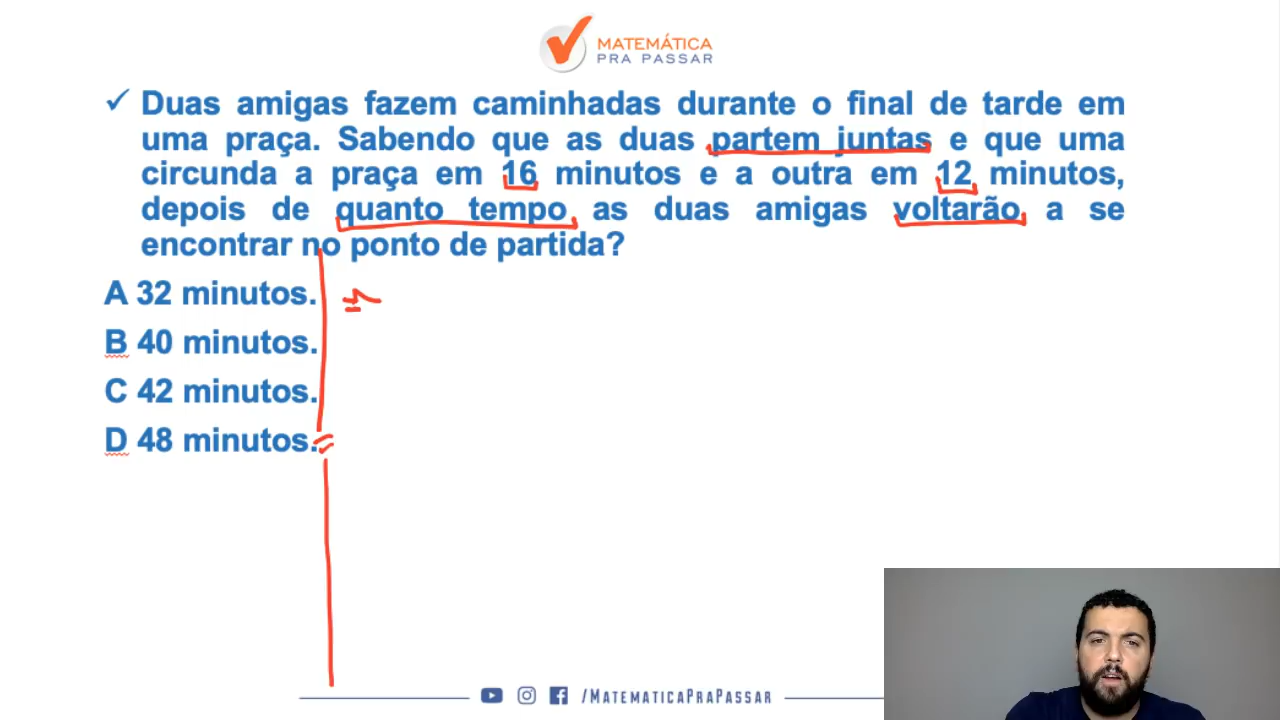 MATEMÁTICA
PRA PASSAR
✓ Duas amigas fazem caminhadas durante o final de tarde em
uma praça. Sabendo que as duas partem juntas e que uma
circunda a praça em 16 minutos e a outra em 12 minutos,
depois de quanto tempo as duas amigas voltarão a se
encontrar no ponto de partida?
A 32 minutos.
B 40 minutos.
C 42 minutos.
D 48 minutos.
/MATEMATICAPRAPASSAR